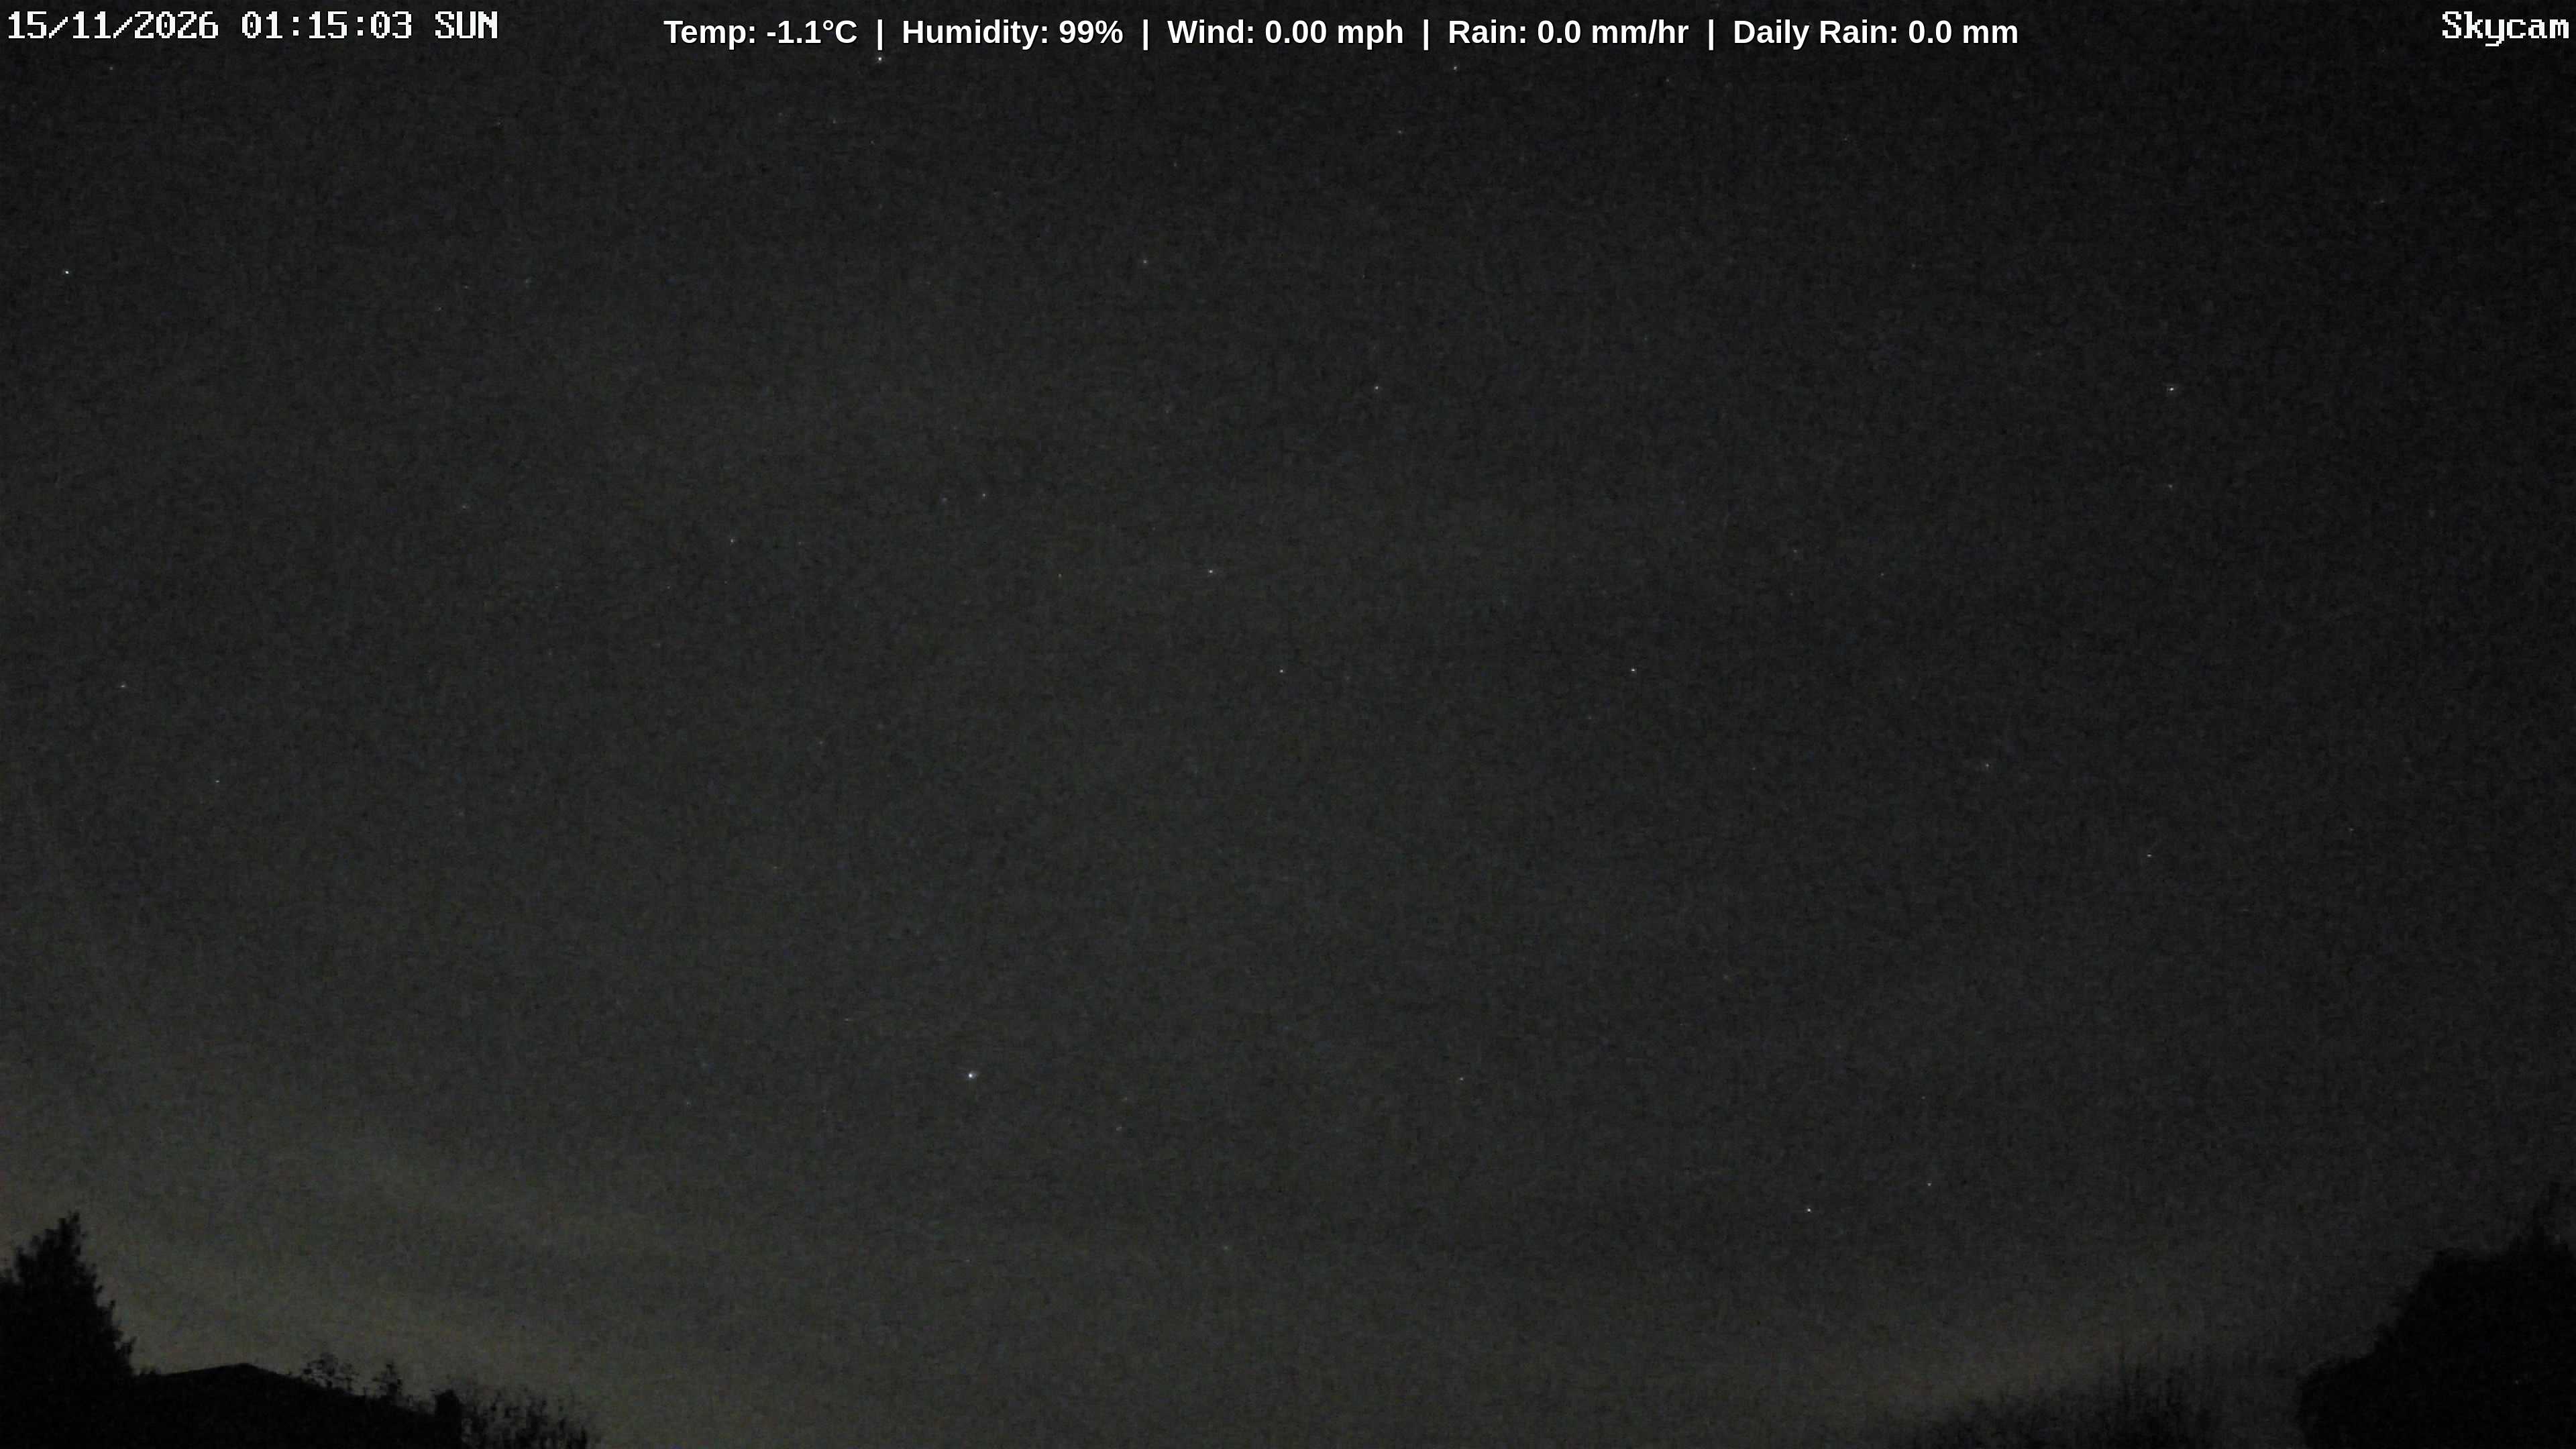 15/11/2026 01:15:03 SUN
Temp: -1.1°C | Humidity: 99% | Wind: 0.00 mph | Rain: 0.0 mm/hr | Daily Rain: 0.0 mm
Skycam